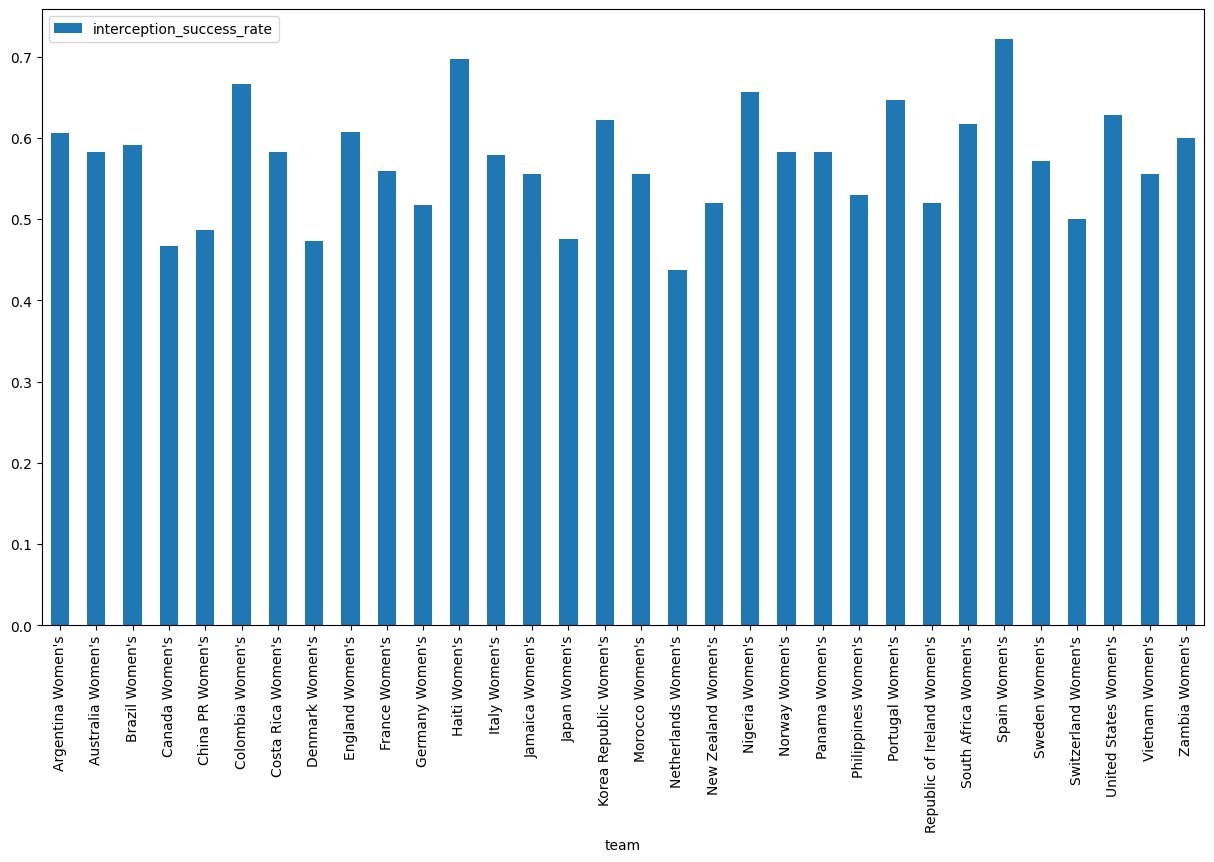 interception_success_rate
0.7
0.6
0.5
0.4
0.3
0.2
0.1
0.0
Argentina Women's
Australia Women's
Brazil Women's
Canada Women's
China PR Women's
Colombia Women's
Costa Rica Women's
Denmark Women's
England Women's
France Women's
Germany Women's
Haiti Women's
Italy Women's
Jamaica Women's
Japan Women's
Korea Republic Women's
Morocco Women's
Netherlands Women's
New Zealand Women's
Nigeria Women's
Norway Women's
Panama Women's
Philippines Women's
Portugal Women's
Republic of Ireland Women's
South Africa Women's
Spain Women's
Sweden Women's
Switzerland Women's
United States Women's
Vietnam Women's
Zambia Women's
team